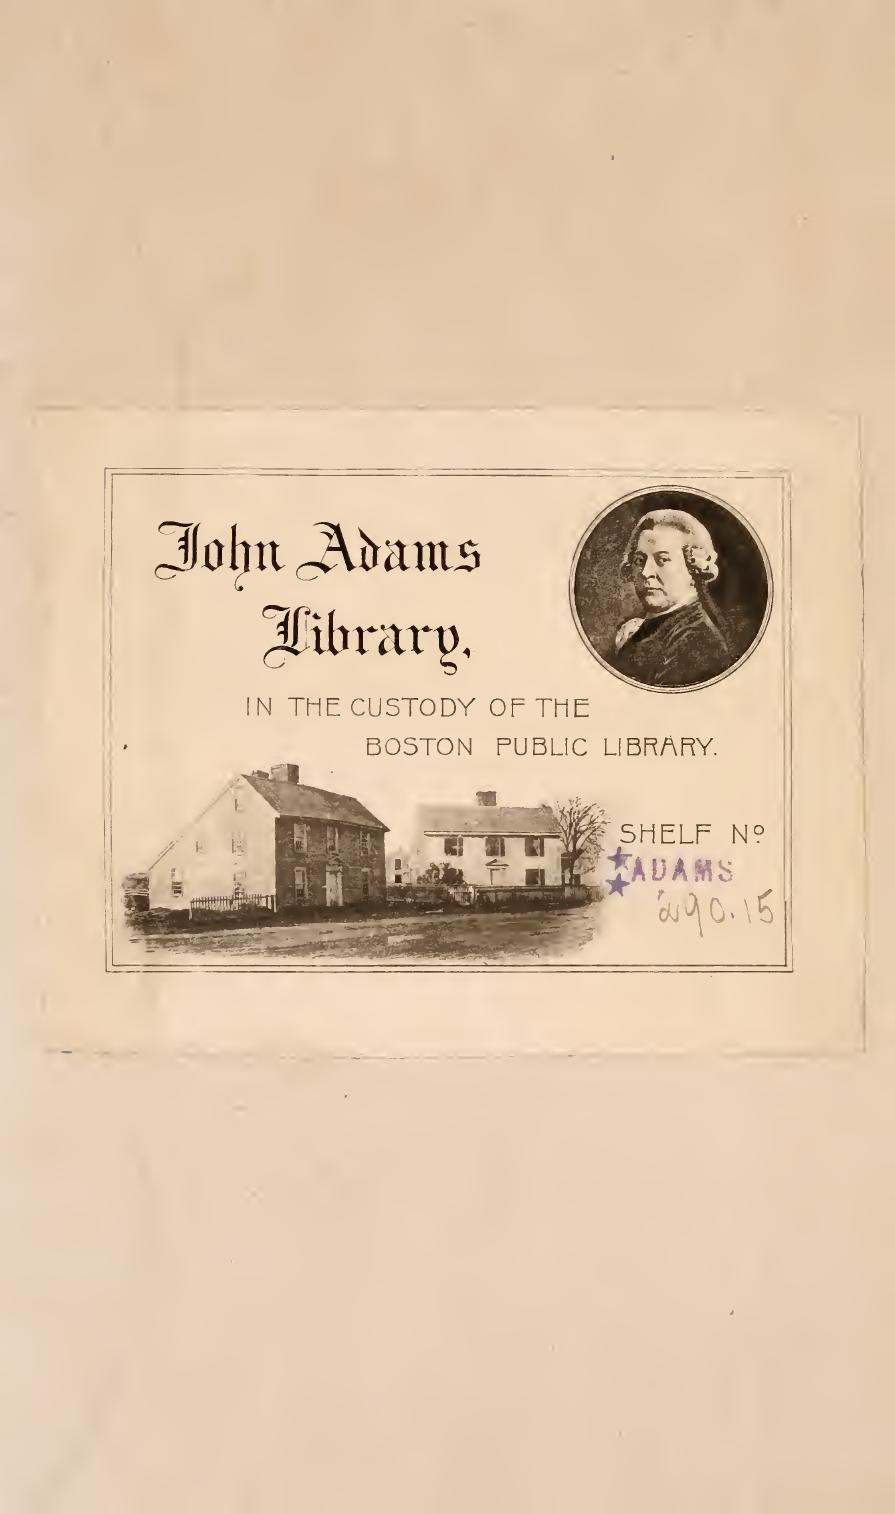 John Adams
Library,
IN THE CUSTODY OF THE
BOSTON PUBLIC LIBRARY.
SHELF Nº
ADAMS
290.15